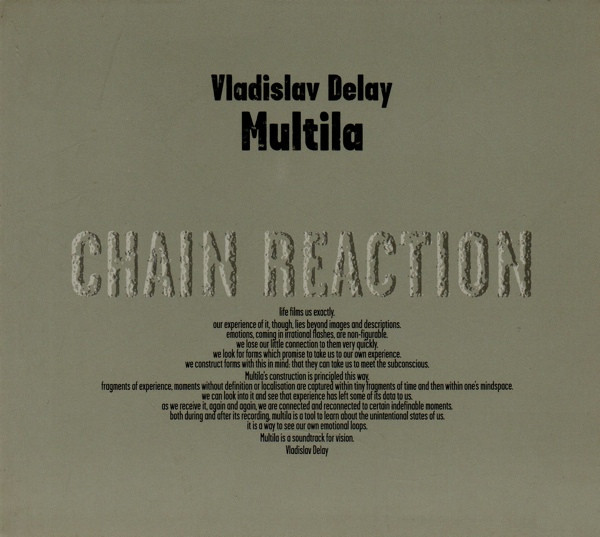 Vladislav Delay
Multila
CHAIN REACTION
life films us exactly.
our experience of it, though, lies beyond images and descriptions.
emotions, coming in irrational flashes, are non-figurable.
we lose our little connection to them very quickly.
we look for forms which promise to take us to our own experience.
we construct forms with this in mind: that they can take us to meet the subconscious.
Multila's construction is principled this way.
fragments of experience, moments without definition or localisation are captured within tiny fragments of time and then within one's mindspace.
we can look into it and see that experience has left some of its data to us.
as we receive it, again and again, we are connected and reconnected to certain indefinable moments.
both during and after its recording, multila is a tool to learn about the unintentional states of us.
it is a way to see our own emotional loops.
Multila is a soundtrack for vision.
Vladislav Delay